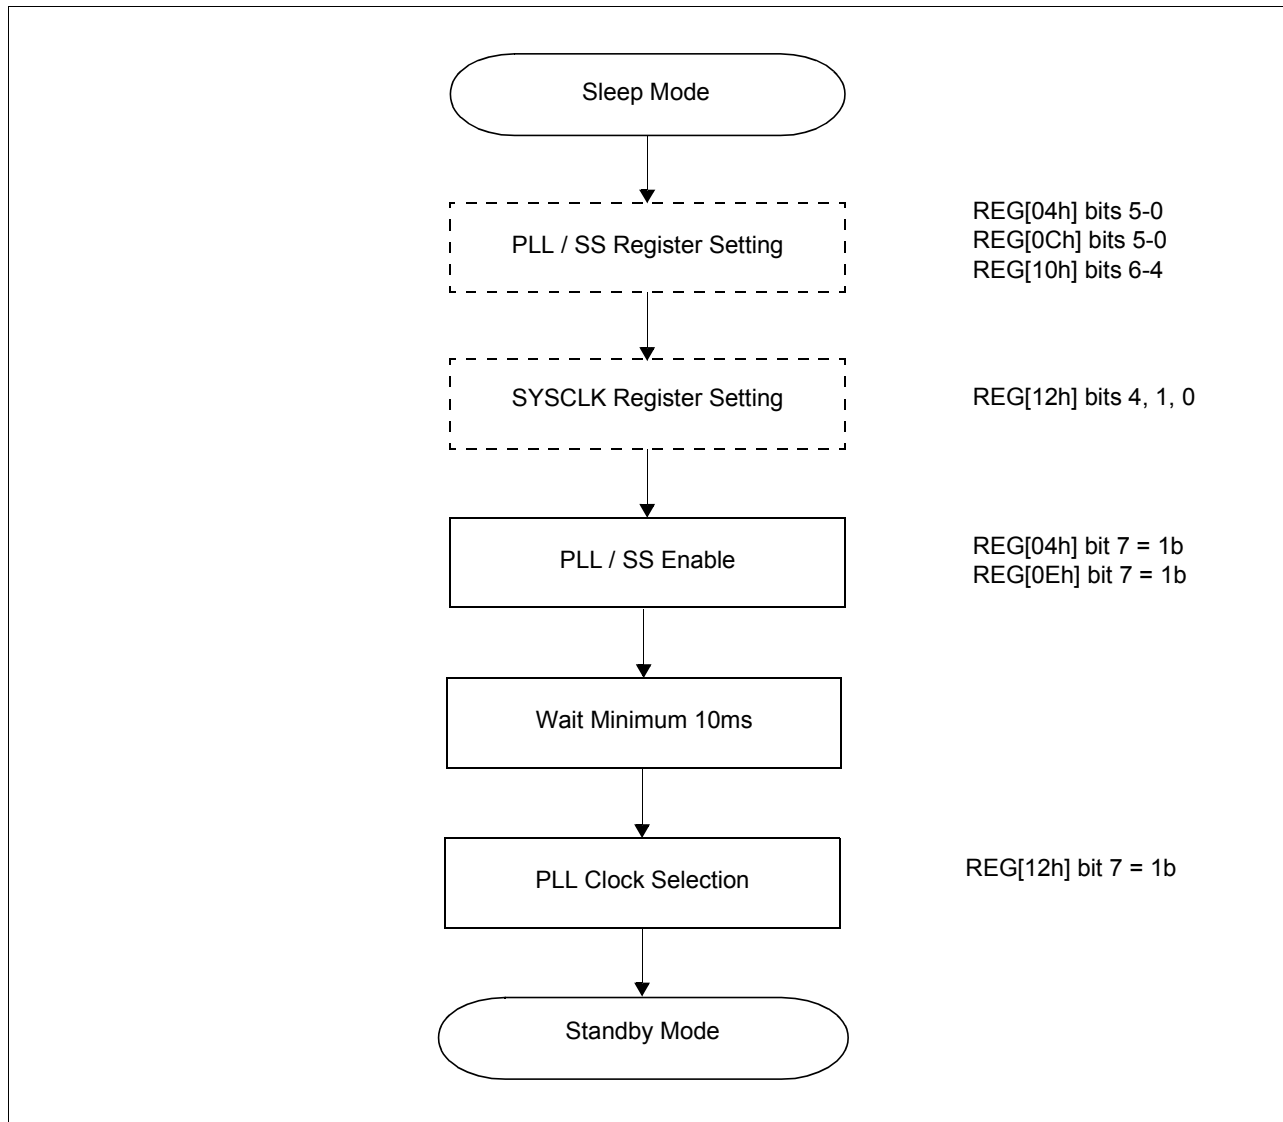 Sleep Mode
PLL / SS Register Setting
REG[04h] bits 5-0
REG[0Ch] bits 5-0
REG[10h] bits 6-4
SYSCLK Register Setting
REG[12h] bits 4, 1, 0
PLL / SS Enable
REG[04h] bit 7 = 1b
REG[0Eh] bit 7 = 1b
Wait Minimum 10ms
PLL Clock Selection
REG[12h] bit 7 = 1b
Standby Mode